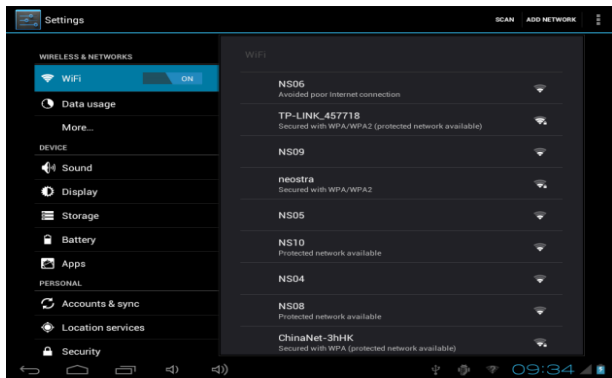 Settings
SCAN ADD NETWORK
WIRELESS & NETWORKS
WiFi ON
Data usage
More...
DEVICE
Sound
Display
Storage
Battery
Apps
PERSONAL
Accounts & sync
Location services
Security
WiFi
NS06
Avoided poor Internet connection
TP-LINK_457718
Secured with WPA/WPA2 (protected network available)
NS09
neostra
Secured with WPA/WPA2
NS05
NS10
Protected network available
NS04
NS08
Protected network available
ChinaNet-3hHK
Secured with WPA (protected network available)
09:34